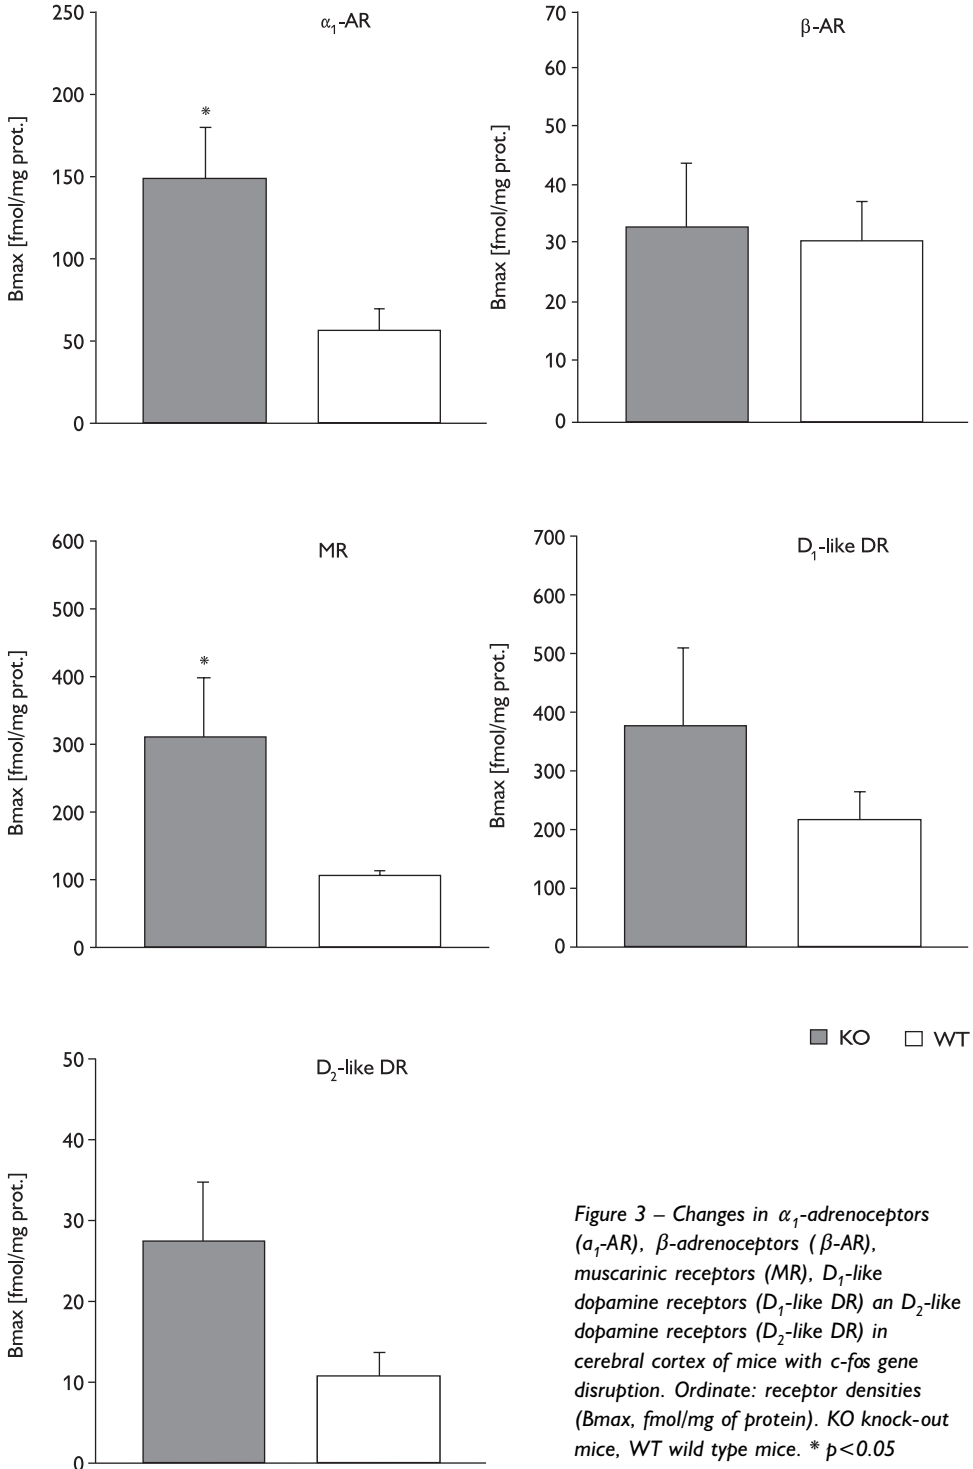 α1-AR
250
200
150
100
50
0
Bmax [fmol/mg prot.]
*
β-AR
70
60
50
40
30
20
10
0
Bmax [fmol/mg prot.]
MR
600
500
400
300
200
100
0
Bmax [fmol/mg prot.]
*
D1-like DR
700
600
500
400
300
200
100
0
Bmax [fmol/mg prot.]
KO WT
D2-like DR
50
40
30
20
10
0
Bmax [fmol/mg prot.]
Figure 3 – Changes in α1-adrenoceptors
(a1-AR), β-adrenoceptors (β-AR),
muscarinic receptors (MR), D1-like
dopamine receptors (D1-like DR) an D2-like
dopamine receptors (D2-like DR) in
cerebral cortex of mice with c-fos gene
disruption. Ordinate: receptor densities
(Bmax, fmol/mg of protein). KO knock-out
mice, WT wild type mice. * p<0.05